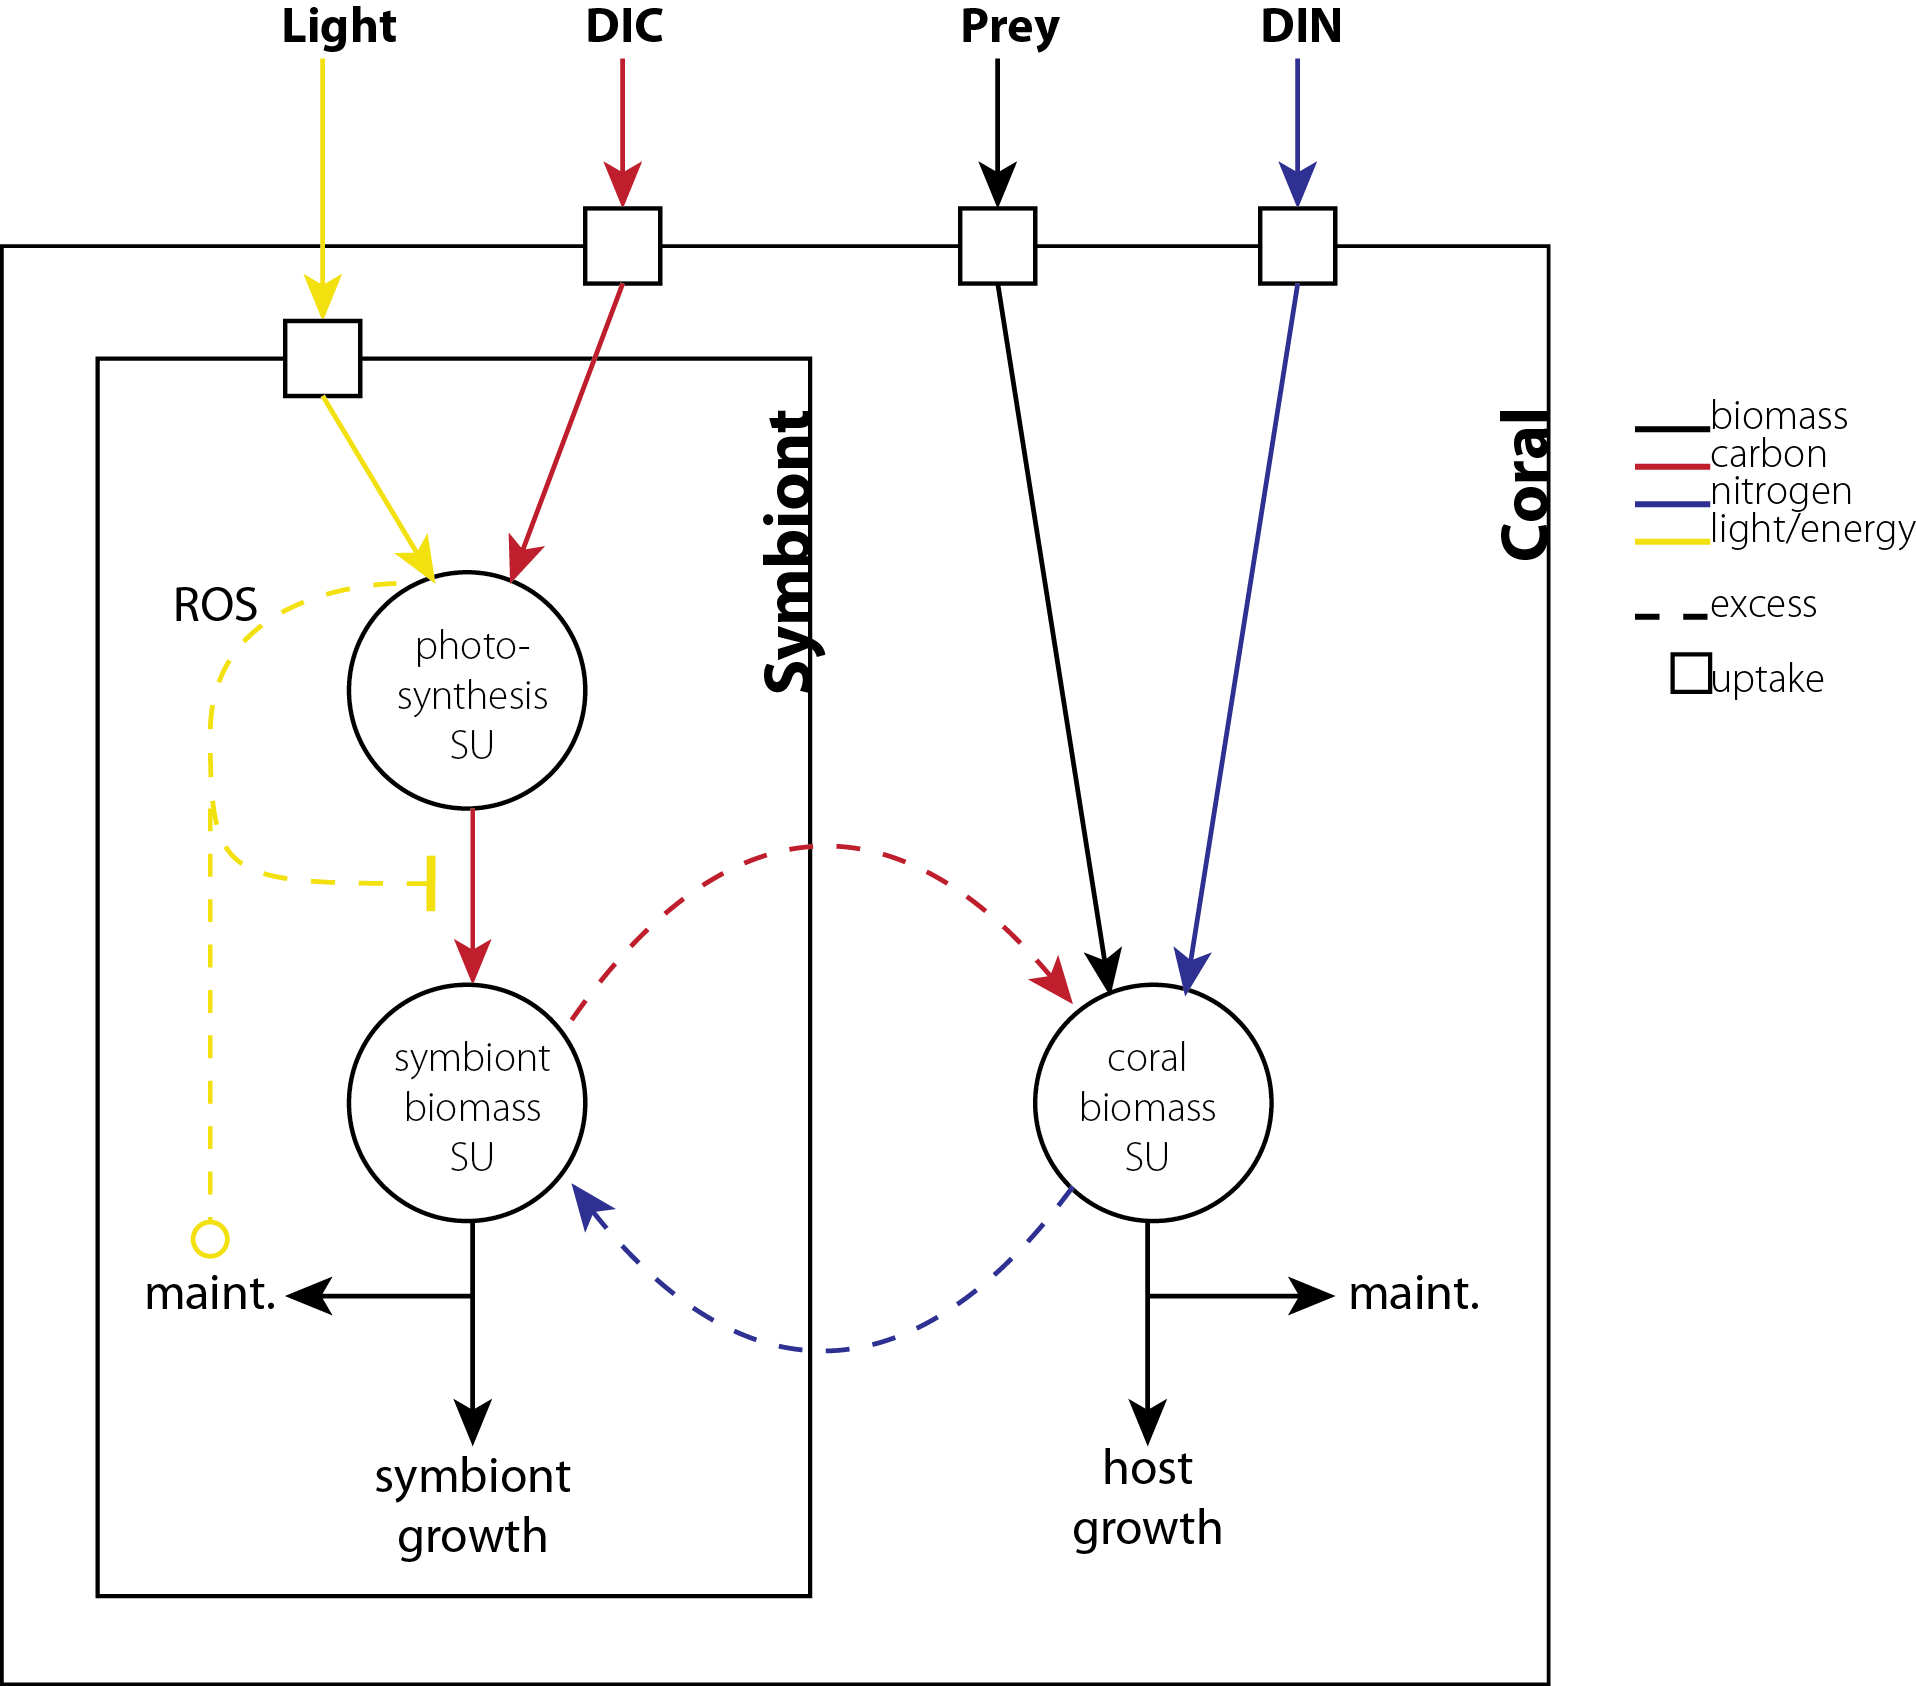 Light
DIC
Prey
DIN
Symbiont
Coral
biomass
carbon
nitrogen
light/energy
excess
uptake
ROS
photo-
synthesis
SU
symbiont
biomass
SU
coral
biomass
SU
maint.
maint.
symbiont
growth
host
growth